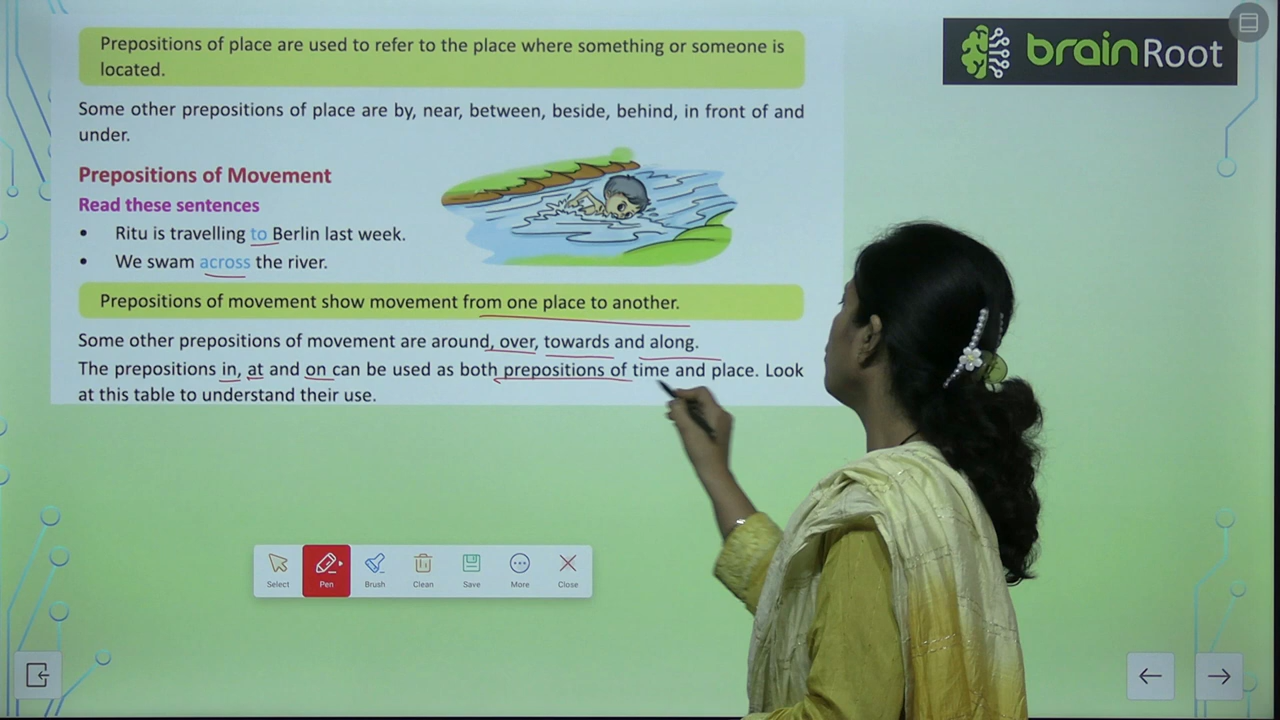 Prepositions of place are used to refer to the place where something or someone is
located.
brainRoot
Some other prepositions of place are by, near, between, beside, behind, in front of and
under.
Prepositions of Movement
Read these sentences
• Ritu is travelling to Berlin last week.
• We swam across the river.
Prepositions of movement show movement from one place to another.
Some other prepositions of movement are around, over, towards and along.
The prepositions in, at and on can be used as both prepositions of time and place. Look
at this table to understand their use.
Select Pen Brush Clean Save More Close